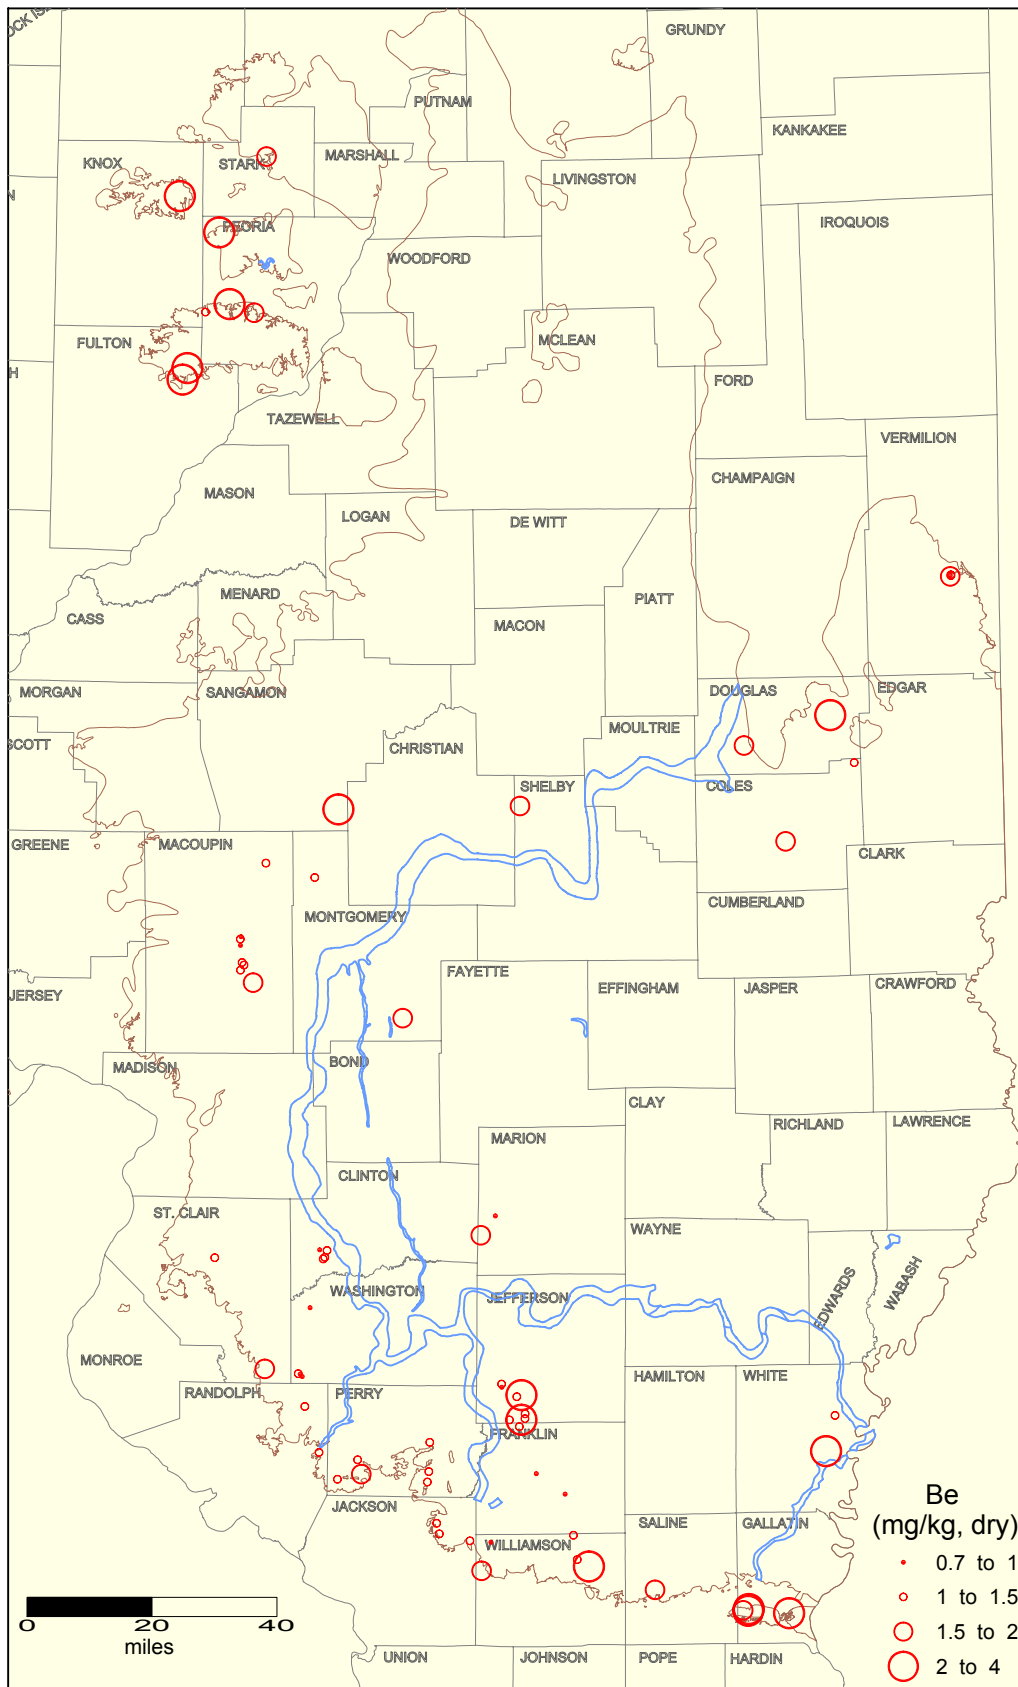 GRUNDY
PUTNAM
KANKAKEE
KNOX
STARK
MARSHALL
LIVINGSTON
IROQUOIS
PEORIA
WOODFORD
FULTON
MCLEAN
FORD
TAZEWELL
VERMILION
CHAMPAIGN
MASON
LOGAN
DE WITT
MENARD
PIATT
CASS
MACON
MORGAN
SANGAMON
DOUGLAS
EDGAR
MOULTRIE
SCOTT
CHRISTIAN
SHELBY
COLES
GREENE
MACOUPIN
CLARK
MONTGOMERY
CUMBERLAND
FAYETTE
EFFINGHAM
JASPER
CRAWFORD
JERSEY
MADISON
BOND
CLAY
RICHLAND
LAWRENCE
MARION
CLINTON
ST. CLAIR
WAYNE
EDWARDS
WABASH
WASHINGTON
JEFFERSON
MONROE
RANDOLPH
PERRY
HAMILTON
WHITE
FRANKLIN
JACKSON
SALINE
GALLATIN
WILLIAMSON
UNION
JOHNSON
POPE
HARDIN
Be
(mg/kg, dry)
0.7 to 1
1 to 1.5
1.5 to 2
2 to 4
0 20 40
miles